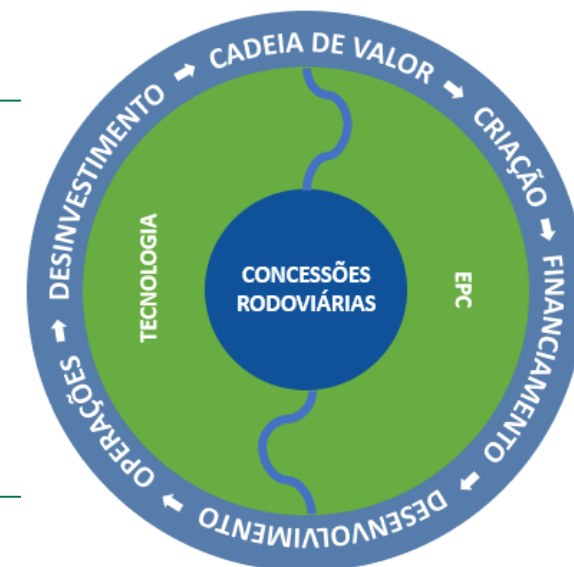 CADEIA DE VALOR
CRIAÇÃO
FINANCIAMENTO
DESENVOLVIMENTO
OPERAÇÕES
DESINVESTIMENTO
TECNOLOGIA
CONCESSÕES
RODOVIÁRIAS
EPC